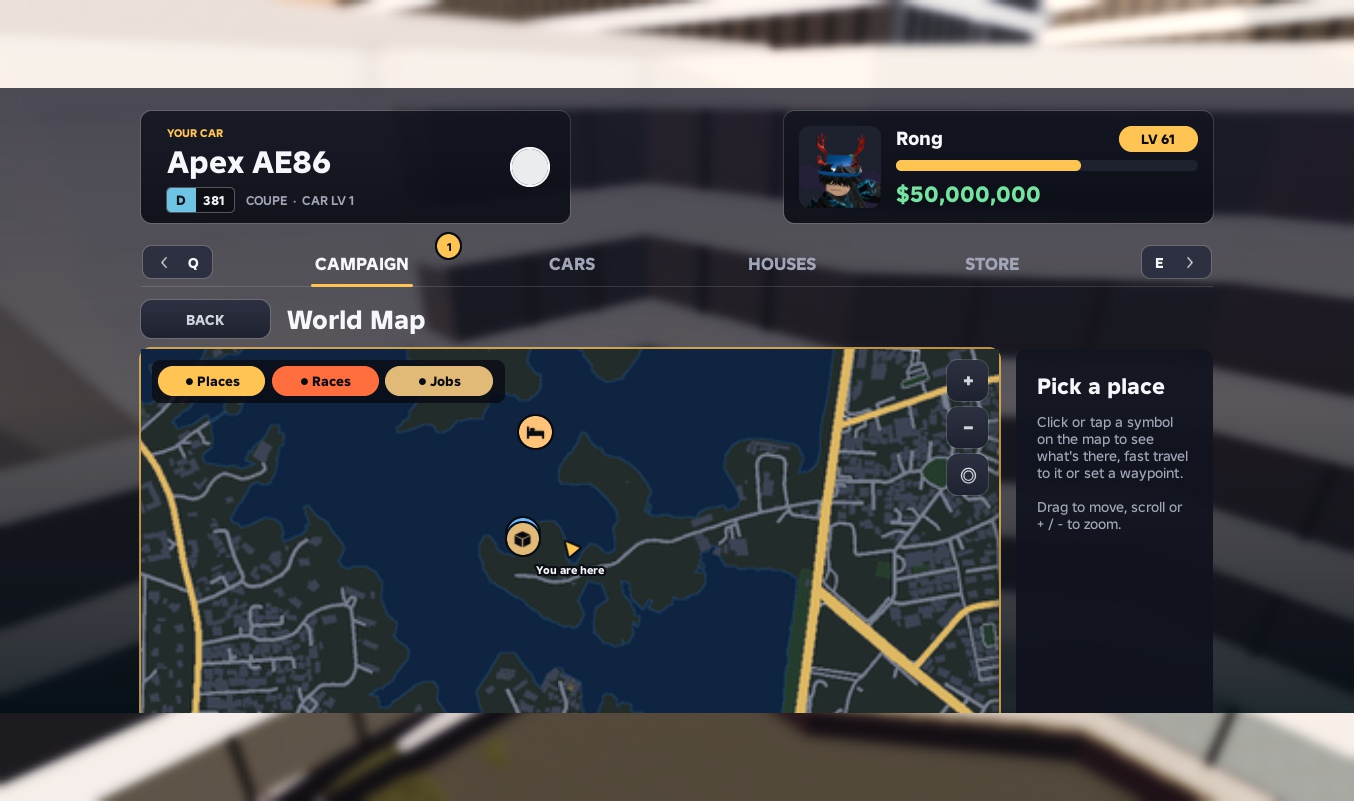 YOUR CAR
Apex AE86
D 381 COUPE · CAR LV 1
Rong
LV 61
$50,000,000
Q
CAMPAIGN
1
CARS
HOUSES
STORE
E
BACK
World Map
Places
Races
Jobs
+
-
You are here
Pick a place
Click or tap a symbol
on the map to see
what's there, fast travel
to it or set a waypoint.
Drag to move, scroll or
+ / - to zoom.